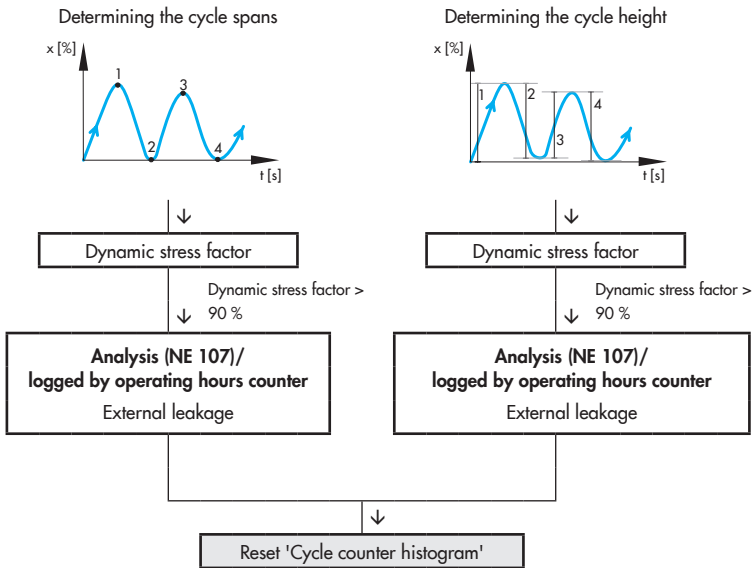 Determining the cycle spans
x [%]
1
3
2
4
t [s]
Dynamic stress factor
Dynamic stress factor >
90 %
Analysis (NE 107)/
logged by operating hours counter
External leakage
Determining the cycle height
x [%]
1
2
4
3
t [s]
Dynamic stress factor
Dynamic stress factor >
90 %
Analysis (NE 107)/
logged by operating hours counter
External leakage
Reset 'Cycle counter histogram'